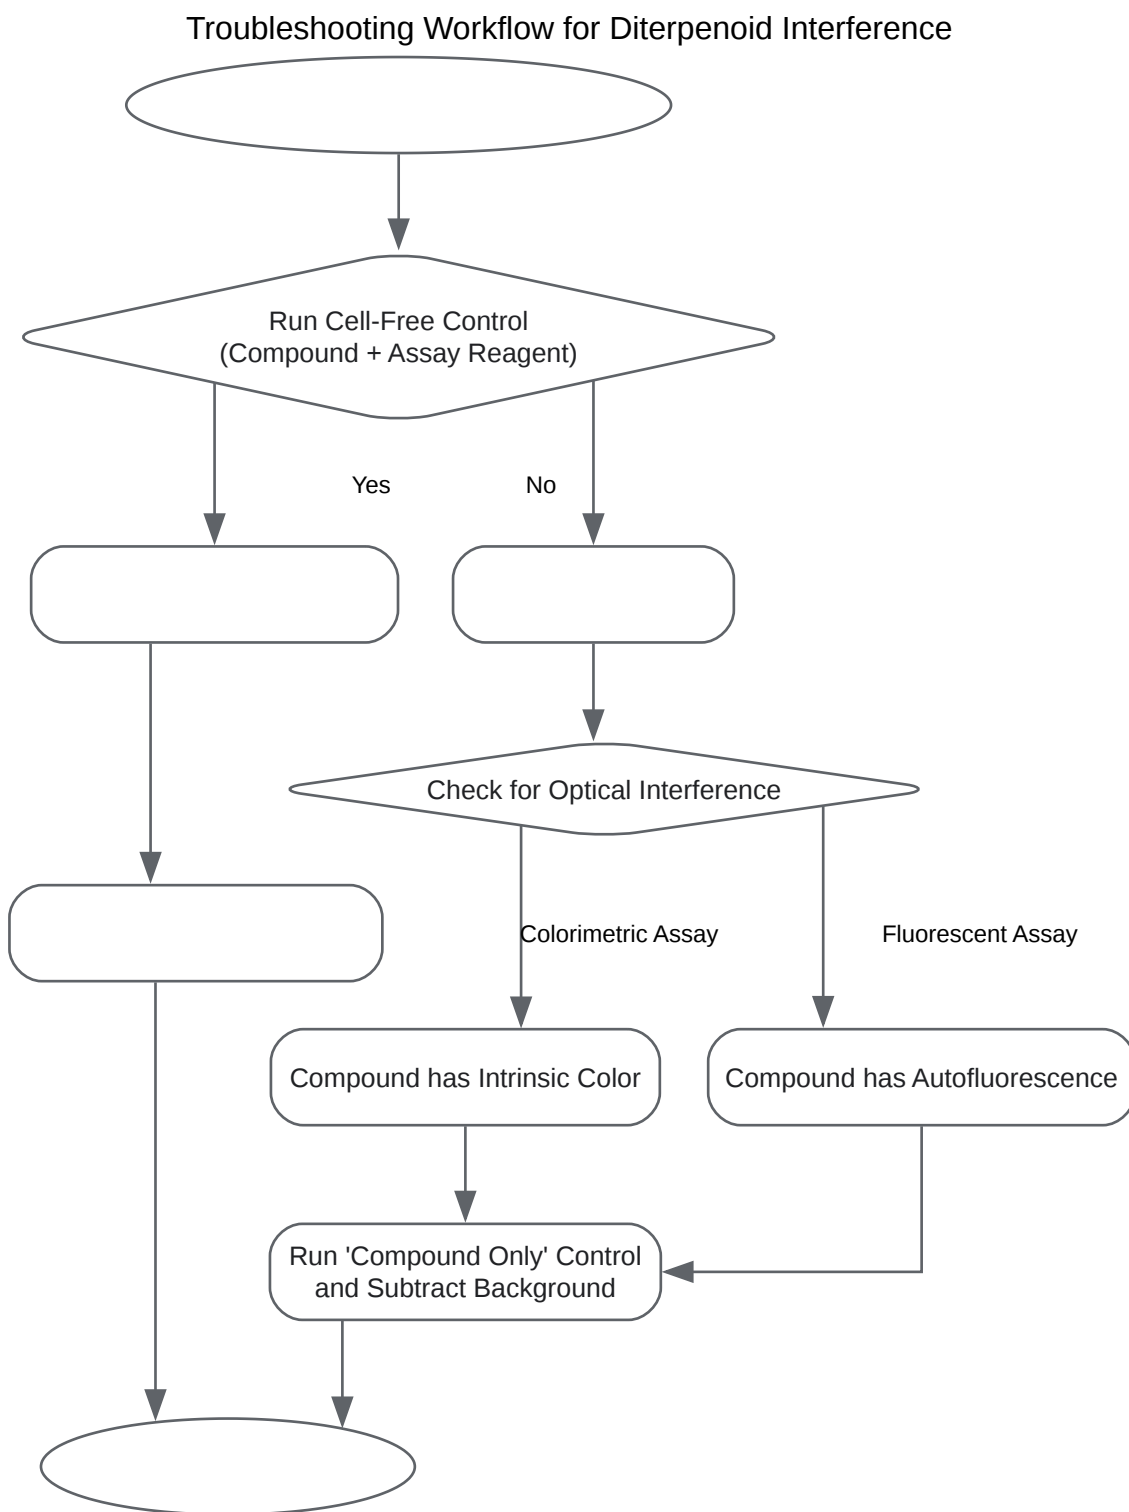 Troubleshooting Workflow for Diterpenoid Interference
Run Cell-Free Control
(Compound + Assay Reagent)
Yes
No
Check for Optical Interference
Colorimetric Assay
Fluorescent Assay
Compound has Intrinsic Color
Compound has Autofluorescence
Run 'Compound Only' Control
and Subtract Background